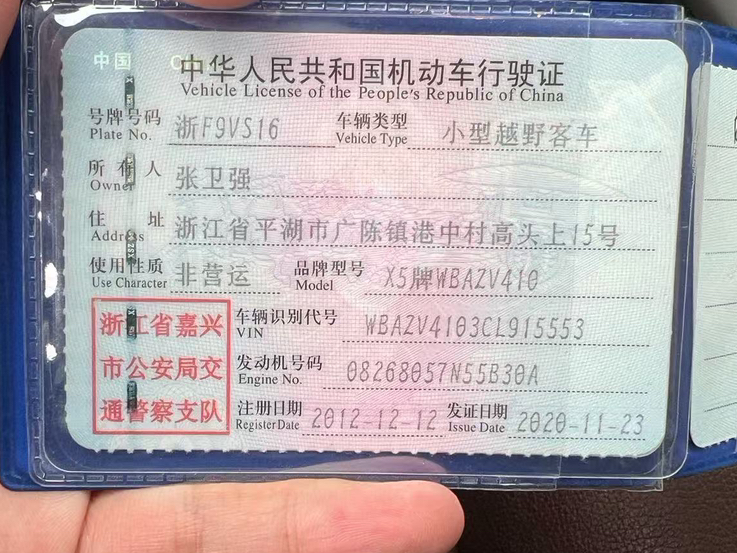 中国
中华人民共和国机动车行驶证
Vehicle License of the People's Republic of China
号牌号码 浙F9VS16 车辆类型 小型越野客车
Plate No. Vehicle Type
所有人 张卫强
Owner
住址 浙江省平湖市广陈镇港中村高头上15号
Address
使用性质 非营运 品牌型号 X5牌WBAZV410
Use Character Model
浙江省嘉兴 车辆识别代号 WBAZV4103CL915553
VIN
市公安局交 发动机号码 08268057N55B30A
Engine No.
通警察支队 注册日期 2012-12-12 发证日期 2020-11-23
Register Date Issue Date